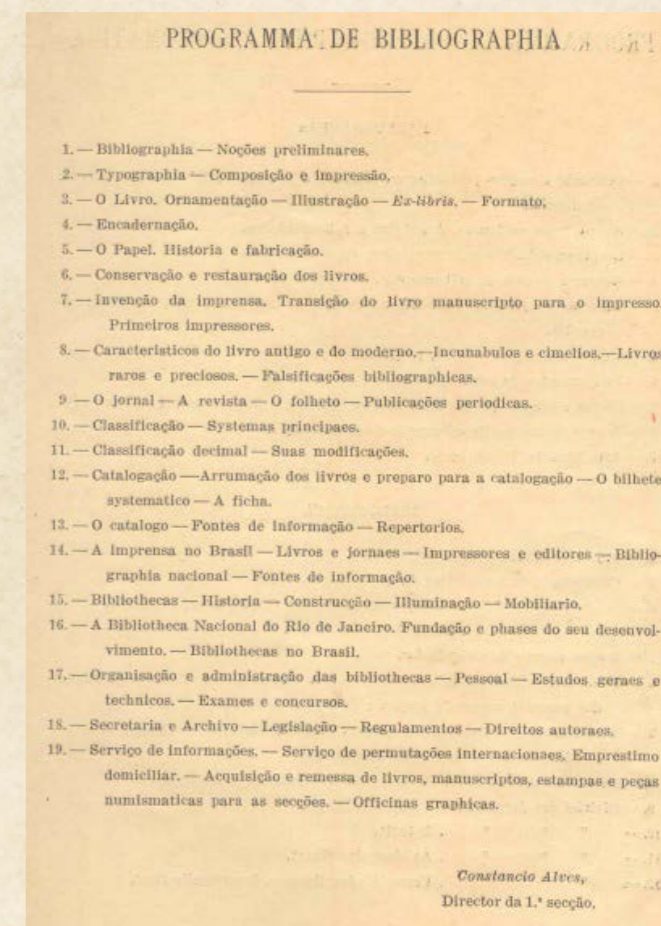 PROGRAMMA DE BIBLIOGRAPHIA
1. — Bibliographia — Noções preliminares.
2. — Typographia — Composição e impressão.
3. — O Livro. Ornamentação — Illustração — Ex-libris. — Formato.
4. — Encadernação.
5. — O Papel. Historia e fabricação.
6. — Conservação e restauração dos livros.
7. — Invenção da imprensa. Transição do livro manuscripto para o impresso
Primeiros impressores.
8. — Caracteristicos do livro antigo e do moderno.—Incunabulos e cimelios.—Livros
raros e preciosos. — Falsificações bibliographicas.
9 — O jornal — A revista — O folheto — Publicações periodicas.
10. — Classificação — Systemas principaes.
11. — Classificação decimal — Suas modificações.
12. — Catalogação —Arrumação dos livros e preparo para a catalogação — O bilhete
systematico — A ficha.
13. — O catalogo — Fontes de informação — Repertorios.
14. — A imprensa no Brasil — Livros e jornaes — Impressores e editores — Biblio-
graphia nacional — Fontes de informação.
15. — Bibliothecas — Historia — Construcção — Illuminação — Mobiliario.
16. — A Bibliotheca Nacional do Rio de Janeiro. Fundação e phases do seu desenvol-
vimento. — Bibliothecas no Brasil.
17. — Organisação e administração das bibliothecas — Pessoal — Estudos geraes e
technicos. — Exames e concursos.
18. — Secretaria e Archivo — Legislação — Regulamentos — Direitos autoraes.
19. — Serviço de informações. — Serviço de permutações internacionaes. Emprestimo
domiciliar. — Acquisição e remessa de livros, manuscriptos, estampas e peças
numismaticas para as secções. — Officinas graphicas.
Constancio Alves,
Director da 1.ª secção.